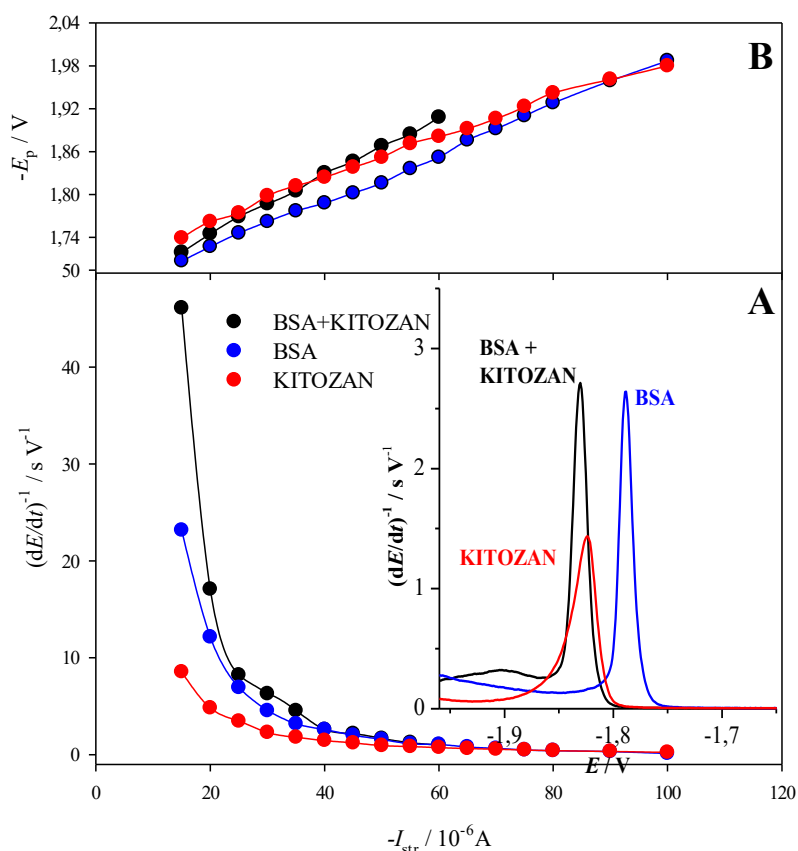 2,04
1,98
1,92
1,86
1,80
1,74
-Ep / V
B
50
40
30
20
10
0
(dE/dt)-1 / s V-1
BSA+KITOZAN
BSA
KITOZAN
A
3
2
1
0
(dE/dt)-1 / s V-1
BSA +
KITOZAN
BSA
KITOZAN
-1,9 -1,8 -1,7
E / V
0 20 40 60 80 100 120
-Istr / 10-6A